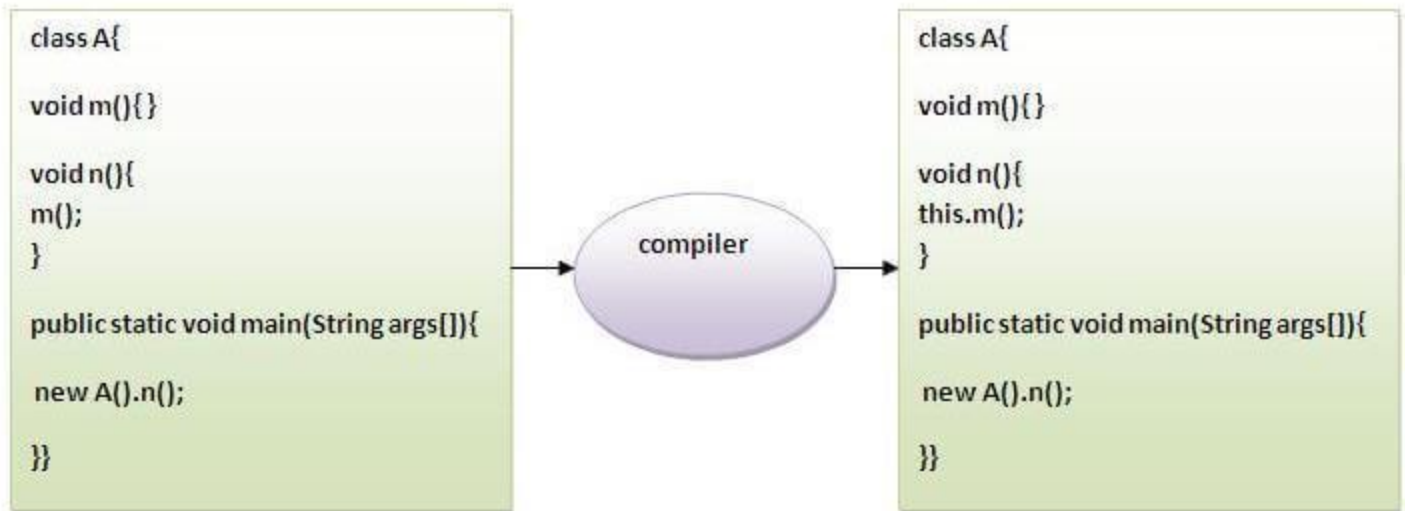 class A{
void m(){}
void n(){
m();
}
public static void main(String args[]){
new A().n();
}}
compiler
class A{
void m(){}
void n(){
this.m();
}
public static void main(String args[]){
new A().n();
}}